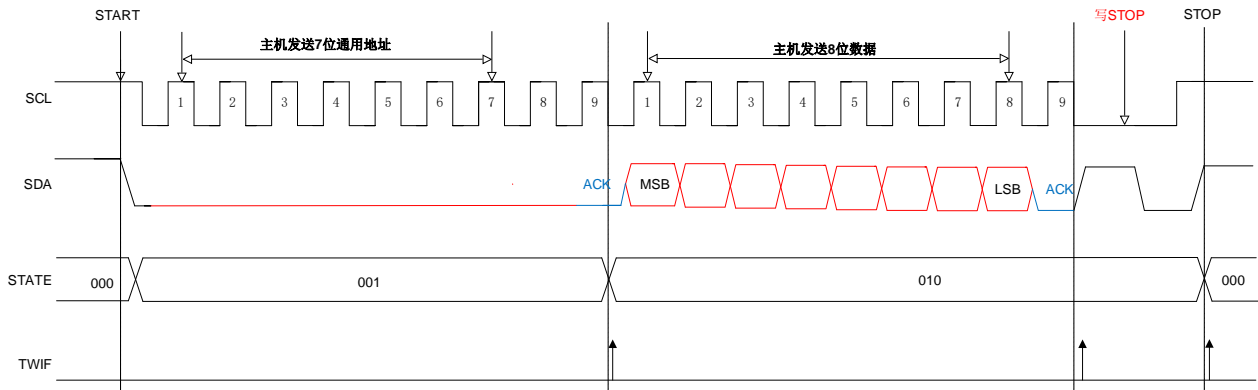 START
写STOP
STOP
主机发送7位通用地址
主机发送8位数据
SCL
1 2 3 4 5 6 7 8 9 1 2 3 4 5 6 7 8 9
SDA
ACK MSB LSB ACK
STATE
000 001 010 000
TWIF